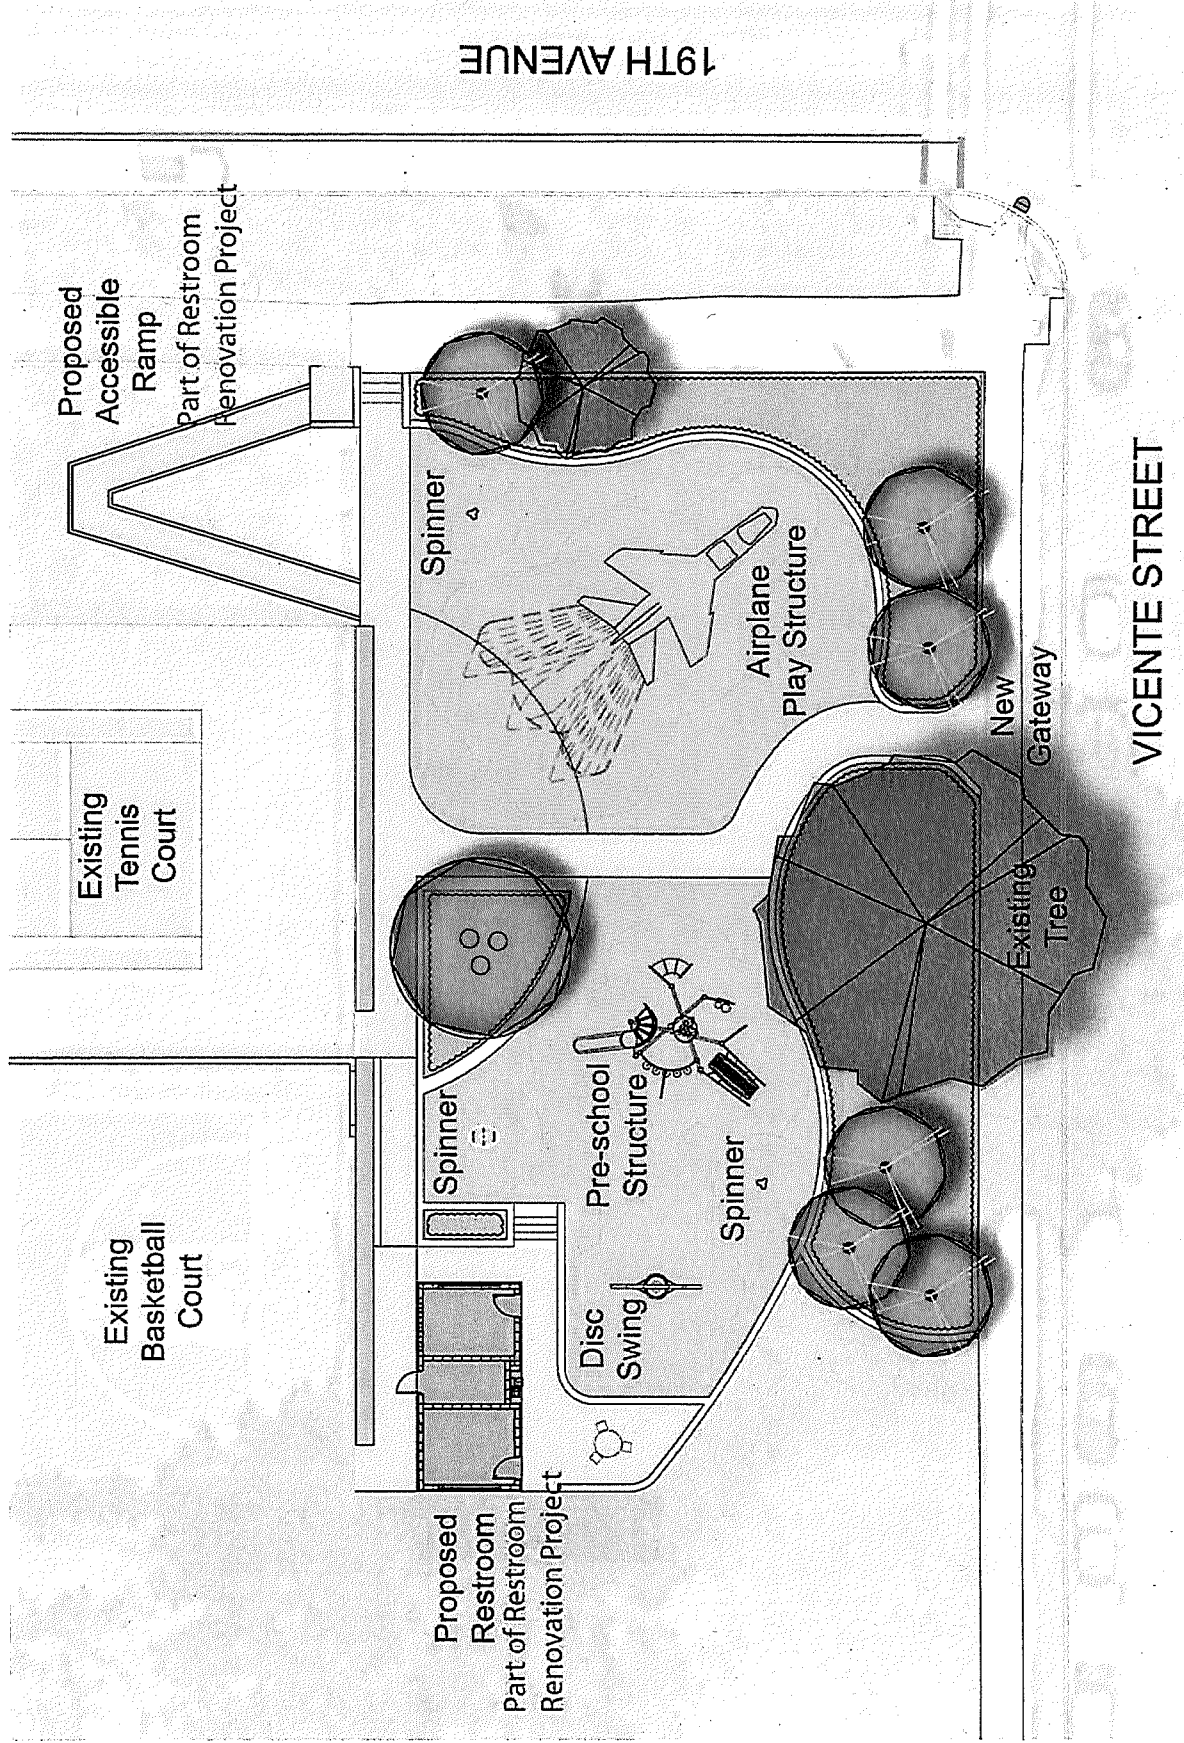 19TH AVENUE
Proposed
Accessible
Ramp
Part of Restroom
Renovation Project
Spinner
Airplane
Play Structure
New
Gateway
VICENTE STREET
Existing
Tennis
Court
Existing
Tree
Existing
Basketball
Court
Spinner
Pre-school
Structure
Spinner
Disc
Swing
Proposed
Restroom
Part of Restroom
Renovation Project